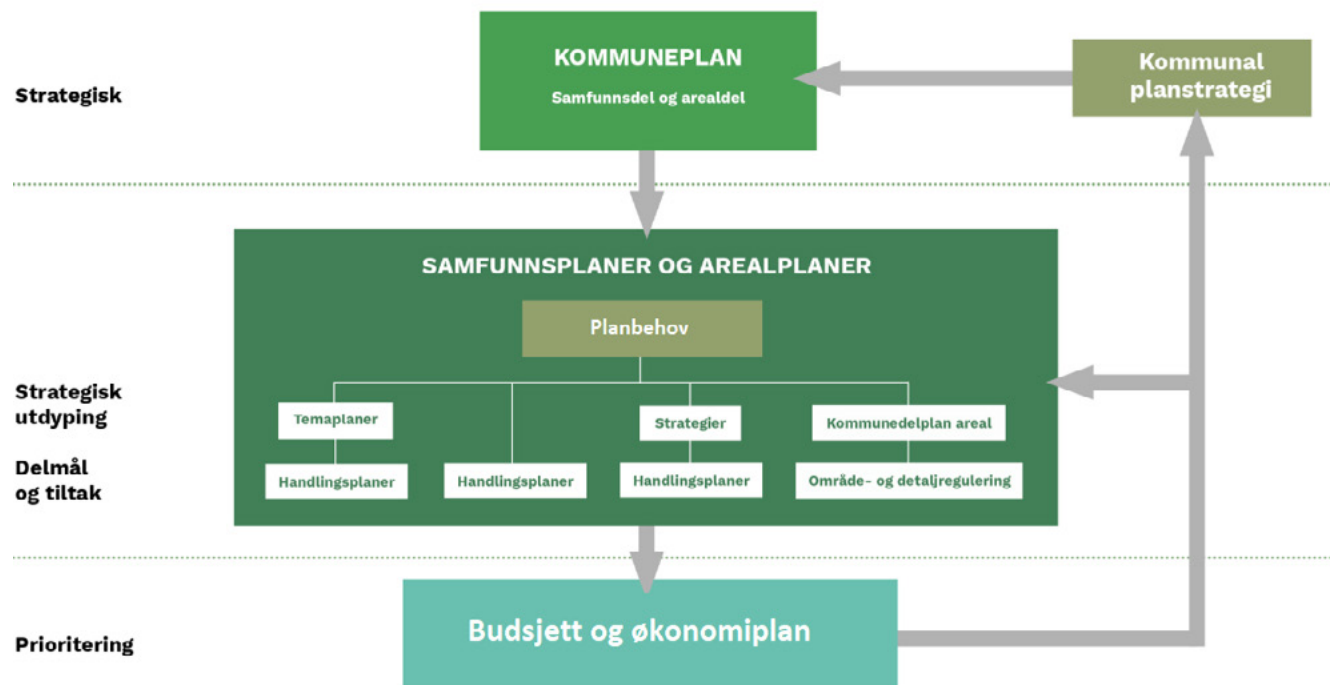 KOMMUNEPLAN
Samfunnsdel og arealdel
Kommunal
planstrategi
Strategisk
SAMFUNNSPLANER OG AREALPLANER
Planbehov
Strategisk
utdyping
Temaplaner
Strategier
Kommunedelplan areal
Delmål
og tiltak
Handlingsplaner
Handlingsplaner
Handlingsplaner
Område- og detaljregulering
Prioritering
Budsjett og økonomiplan